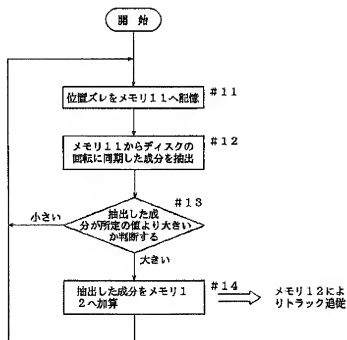 開 始
#11
位置ズレをメモリ11へ記憶
#12
メモリ11からディスクの
回転に同期した成分を抽出
#13
小さい
抽出した成
分が所定の値より大きい
か判断する
大きい
#14
抽出した成分をメモリ1
2へ加算
メモリ12によ
りトラック追従